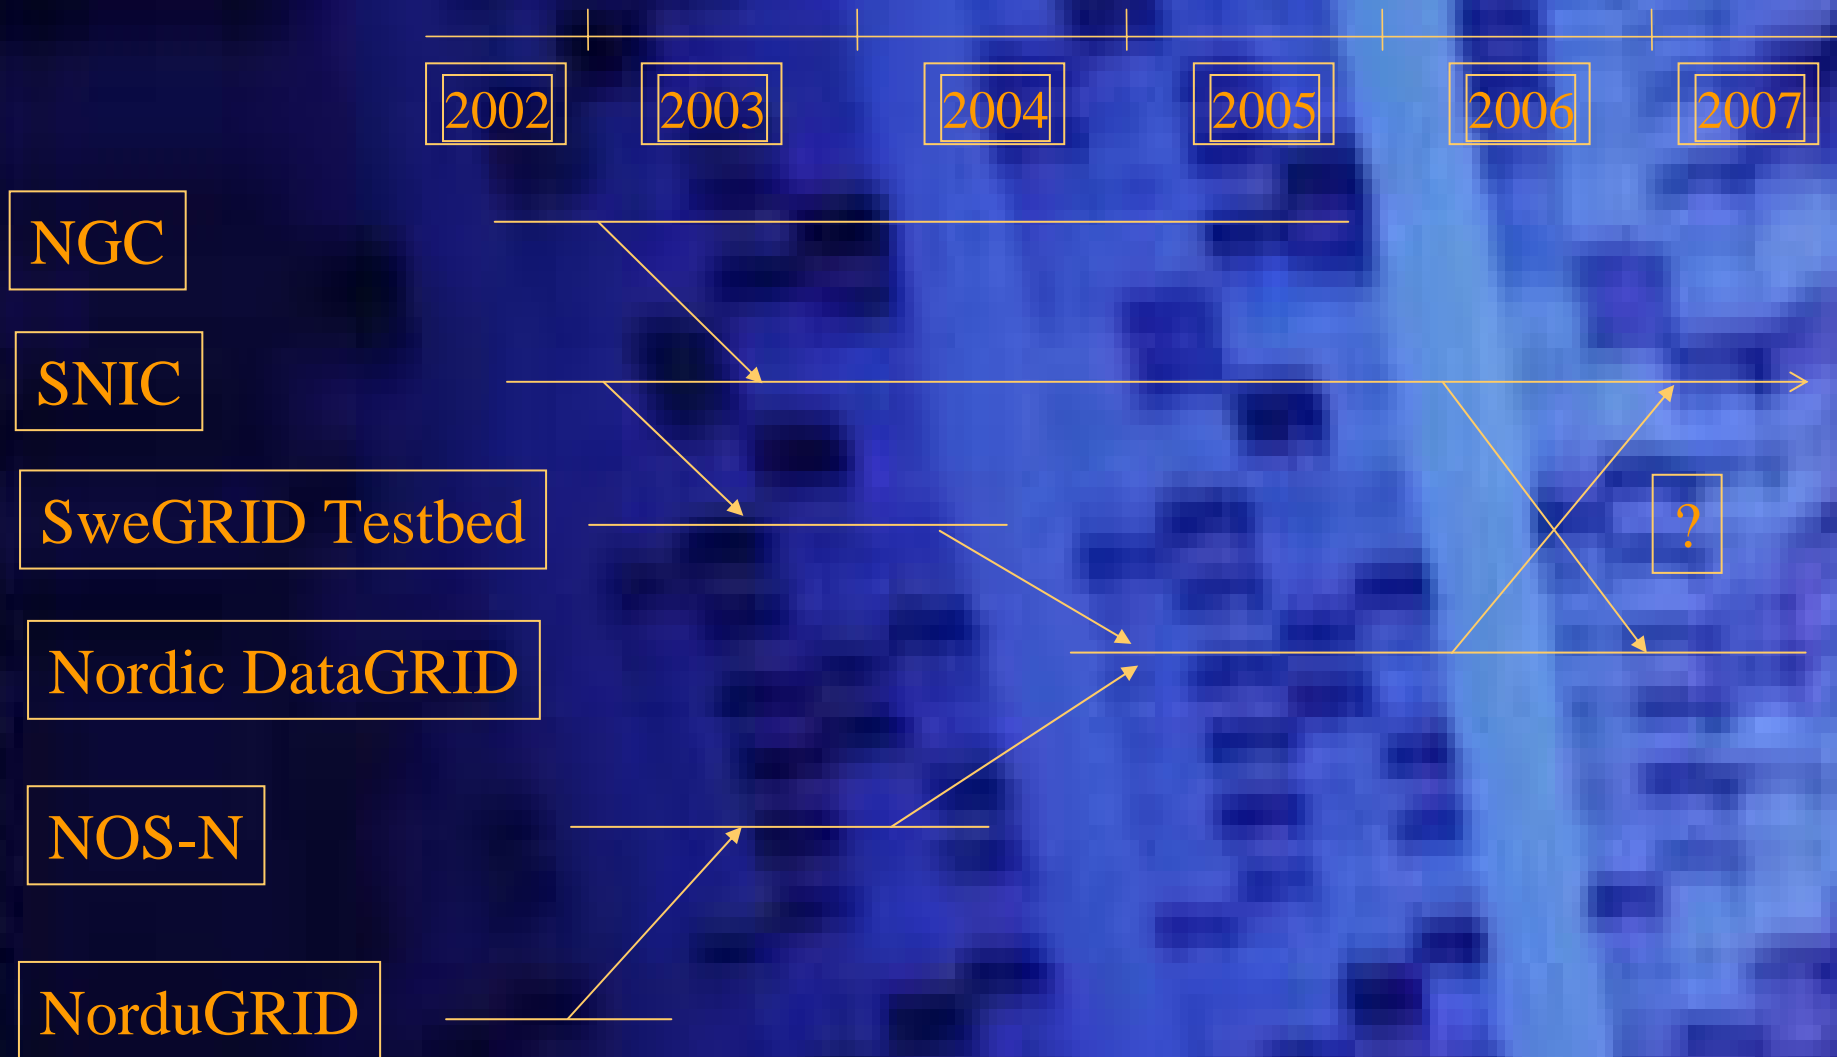 2002 2003 2004 2005 2006 2007
NGC
SNIC
SweGRID Testbed
?
Nordic DataGRID
NOS-N
NorduGRID